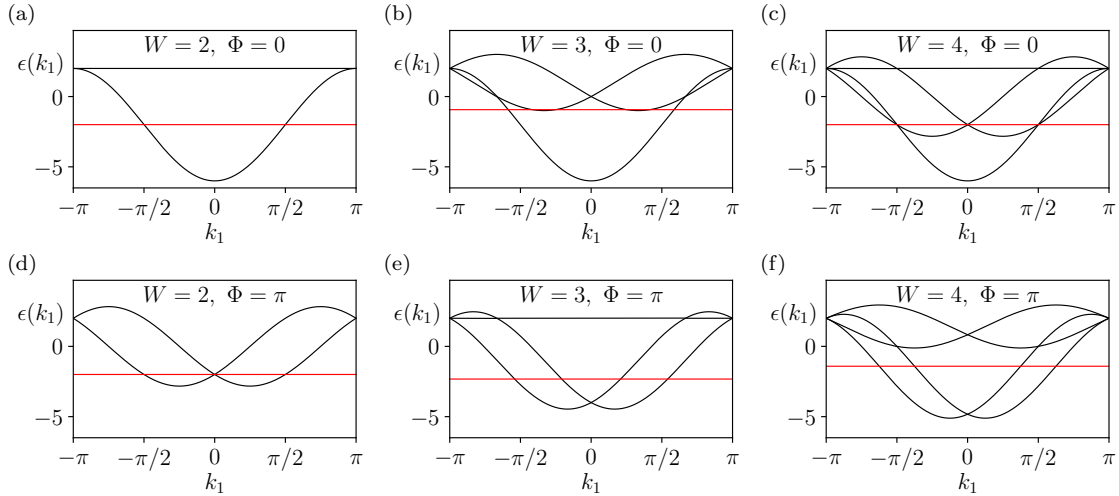 (a)
(b)
(c)
W = 2, Φ = 0
W = 3, Φ = 0
W = 4, Φ = 0
ϵ(k₁)
ϵ(k₁)
ϵ(k₁)
0
0
0
−5
−5
−5
−π −π/2 0 π/2 π
−π −π/2 0 π/2 π
−π −π/2 0 π/2 π
k₁
k₁
k₁
(d)
(e)
(f)
W = 2, Φ = π
W = 3, Φ = π
W = 4, Φ = π
ϵ(k₁)
ϵ(k₁)
ϵ(k₁)
0
0
0
−5
−5
−5
−π −π/2 0 π/2 π
−π −π/2 0 π/2 π
−π −π/2 0 π/2 π
k₁
k₁
k₁